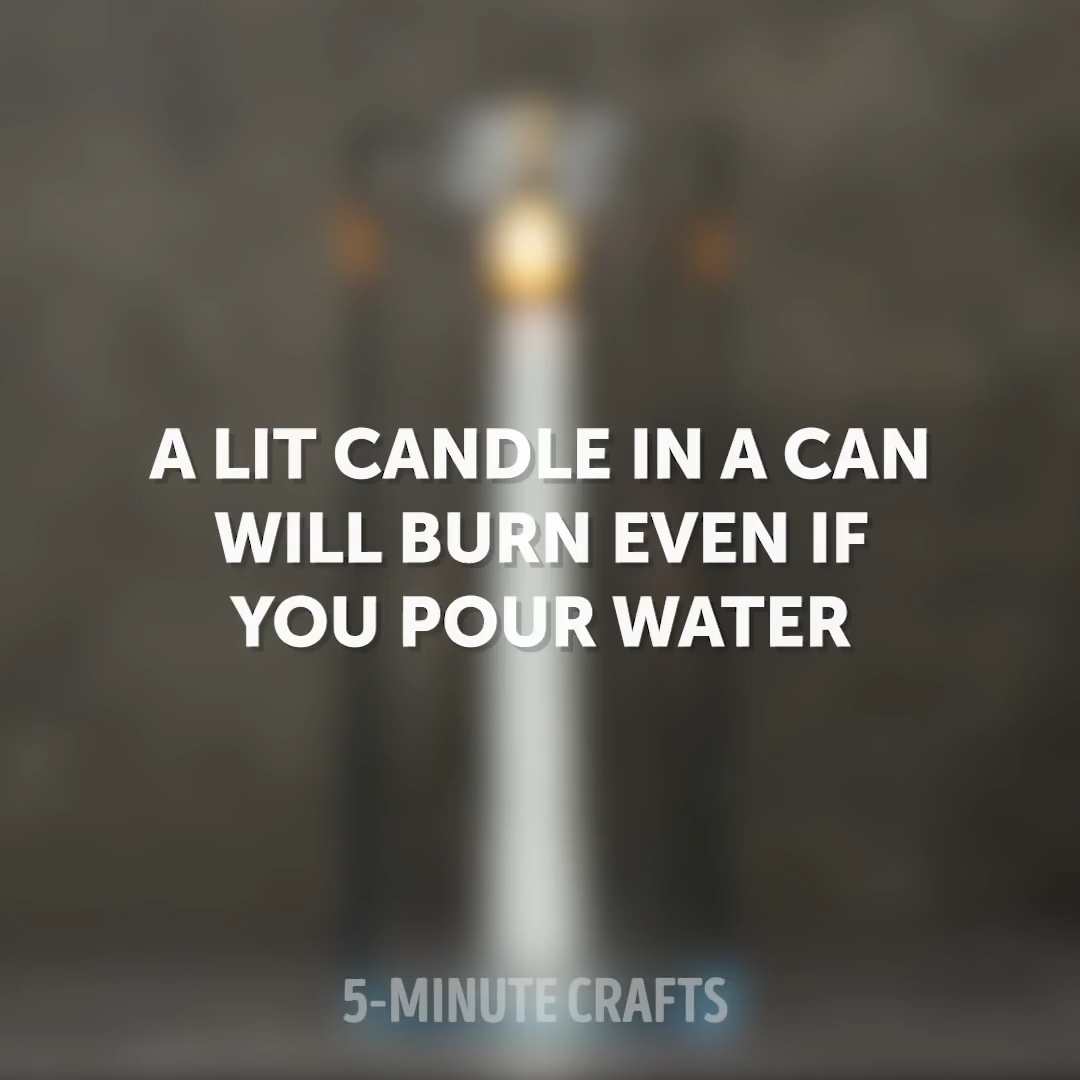 A LIT CANDLE IN A CAN
WILL BURN EVEN IF
YOU POUR WATER
5-MINUTE CRAFTS